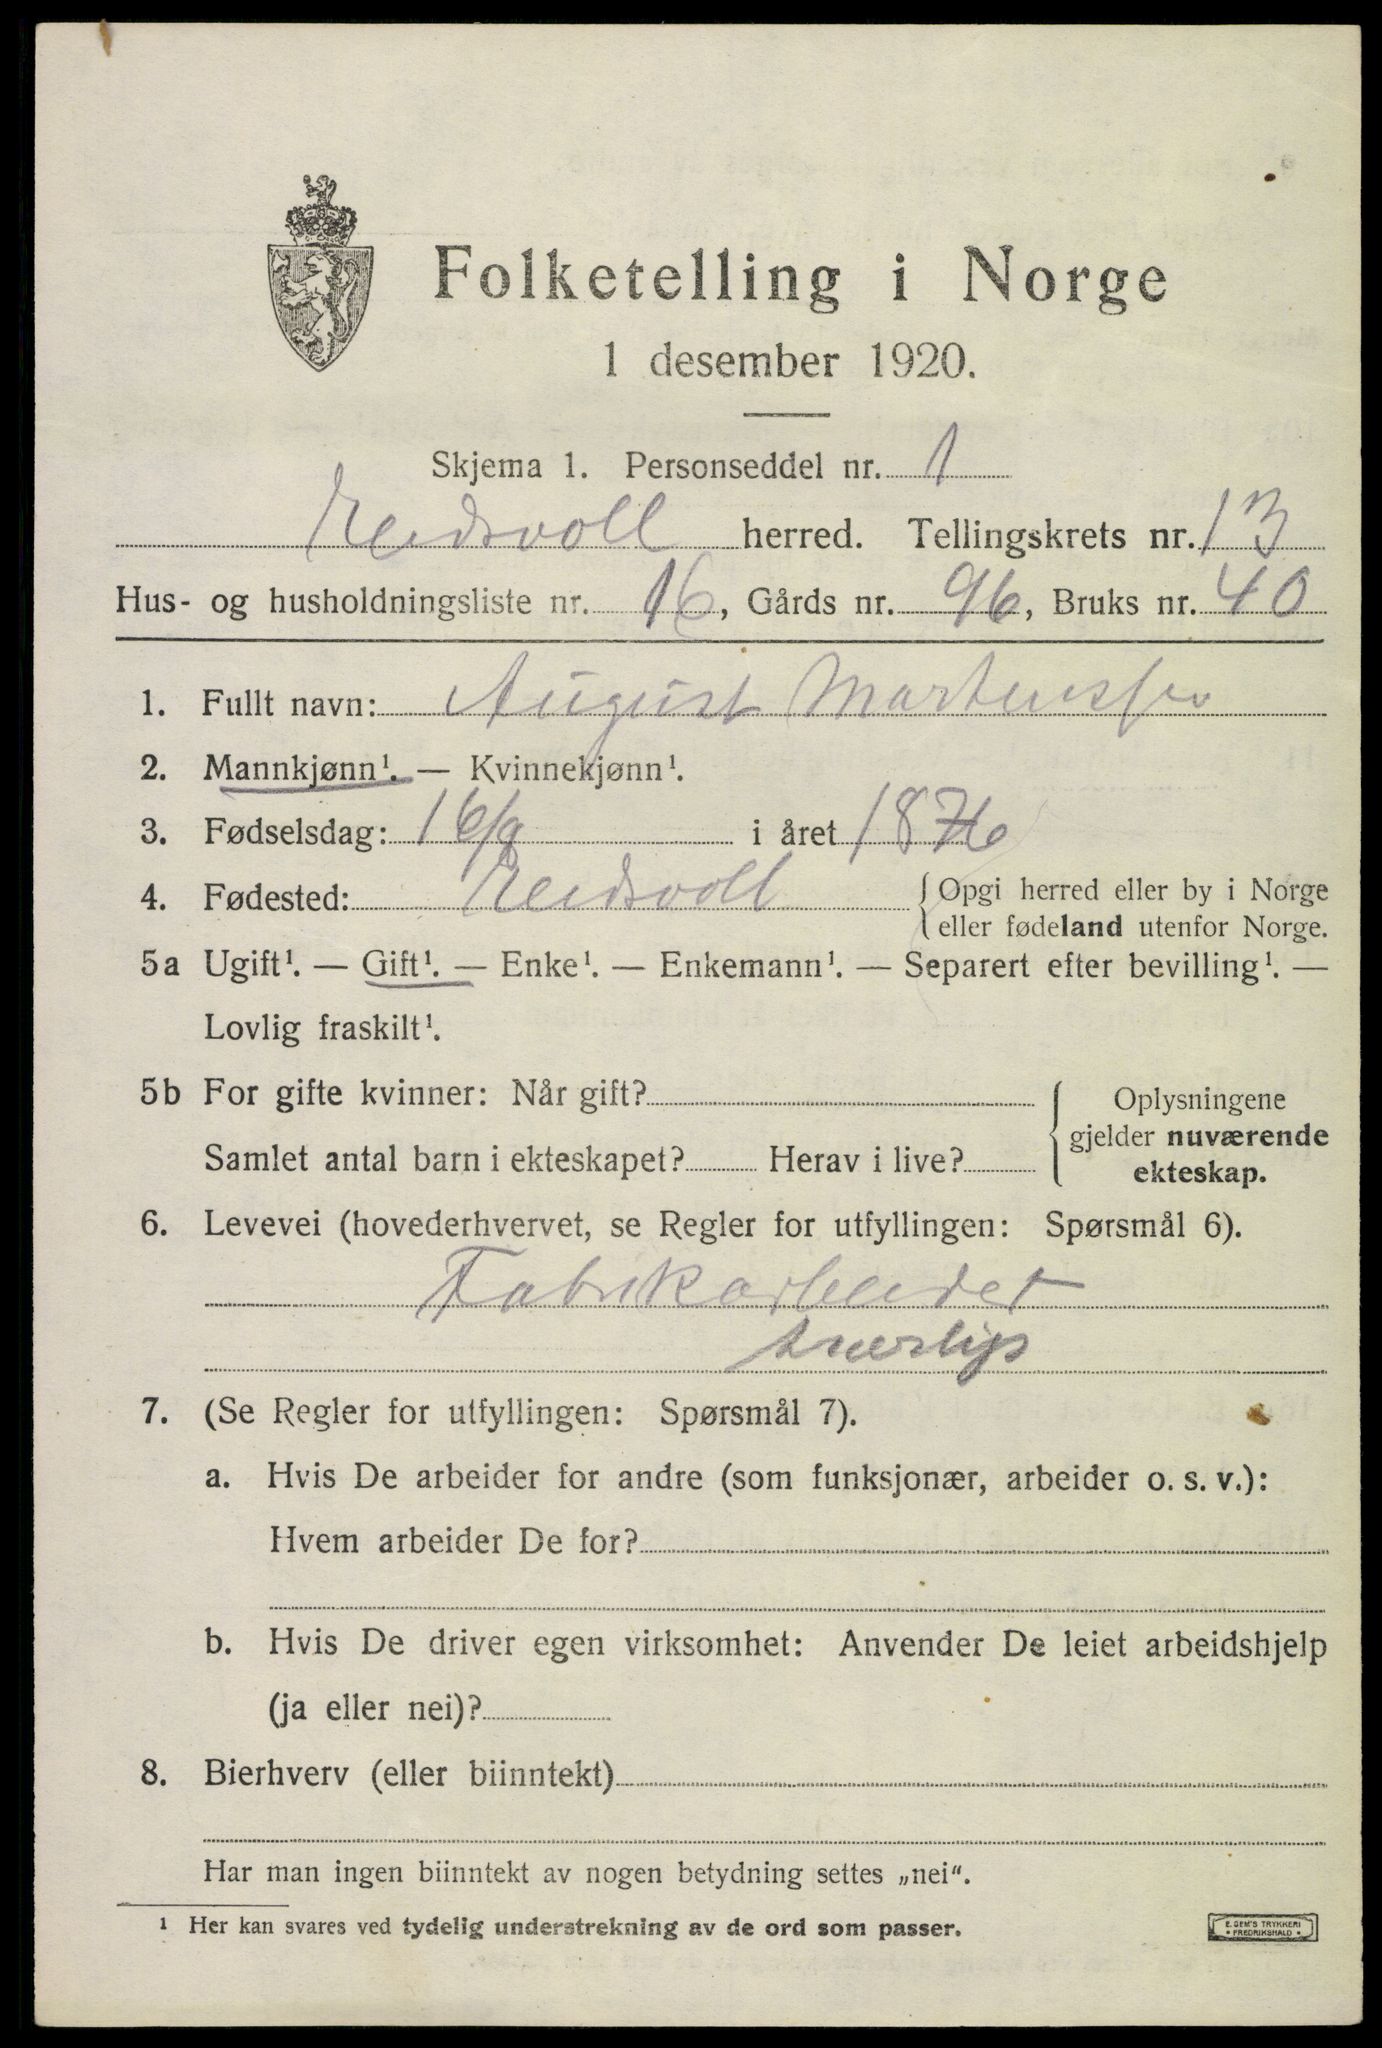 Folketelling i Norge
1 desember 1920.
Skjema 1. Personseddel nr. 1
Eidsvoll herred. Tellingskrets nr. 13
Hus- og husholdningsliste nr. 16, Gårds nr. 96, Bruks nr. 40
1. Fullt navn: August
2. Mannkjønn¹. — Kvinnekjønn¹.
3. Fødselsdag: 16/9 i året 1876
4. Fødested: Eidsvoll { Opgi herred eller by i Norge
eller fødeland utenfor Norge.
5a Ugift¹. — Gift¹. — Enke¹. — Enkemann¹. — Separert efter bevilling¹. —
Lovlig fraskilt¹.
5b For gifte kvinner: Når gift?
Samlet antal barn i ekteskapet? Herav i live?
Oplysningene
gjelder nuværende
ekteskap.
6. Levevei (hovederhvervet, se Regler for utfyllingen: Spørsmål 6).
Fabrikarbeider
7. (Se Regler for utfyllingen: Spørsmål 7).
a. Hvis De arbeider for andre (som funksjonær, arbeider o. s. v.):
Hvem arbeider De for?
b. Hvis De driver egen virksomhet: Anvender De leiet arbeidshjelp
(ja eller nei)?
8. Bierhverv (eller biinntekt)
Har man ingen biinntekt av nogen betydning settes „nei“.
¹ Her kan svares ved tydelig understrekning av de ord som passer.
E. SEM'S TRYKKERI
• FREDRIKSHALD •